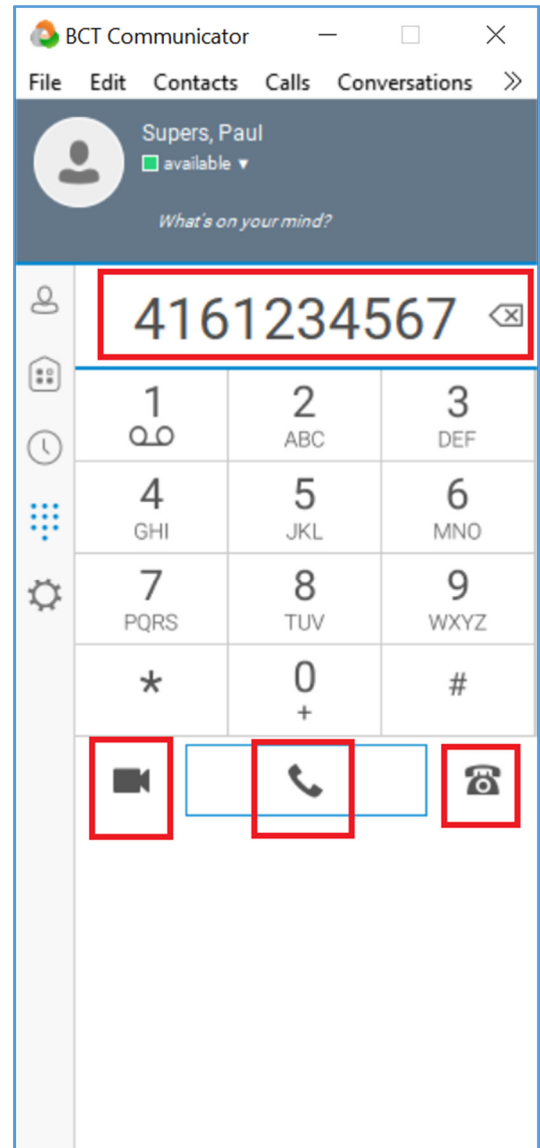 BCT Communicator
File Edit Contacts Calls Conversations »
Supers, Paul
available ▼
What's on your mind?
4161234567
1 2 3
ABC DEF
4 5 6
GHI JKL MNO
7 8 9
PQRS TUV WXYZ
* 0 #
+